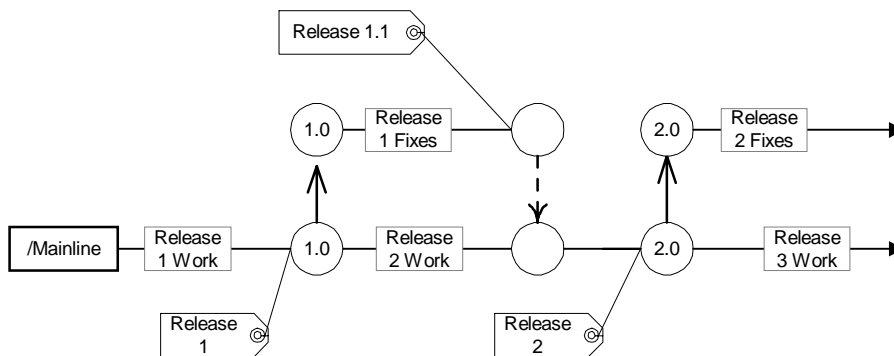 Release 1.1
1.0
Release
1 Fixes
2.0
Release
2 Fixes
/Mainline
Release
1 Work
1.0
Release
2 Work
2.0
Release
3 Work
Release
1
Release
2